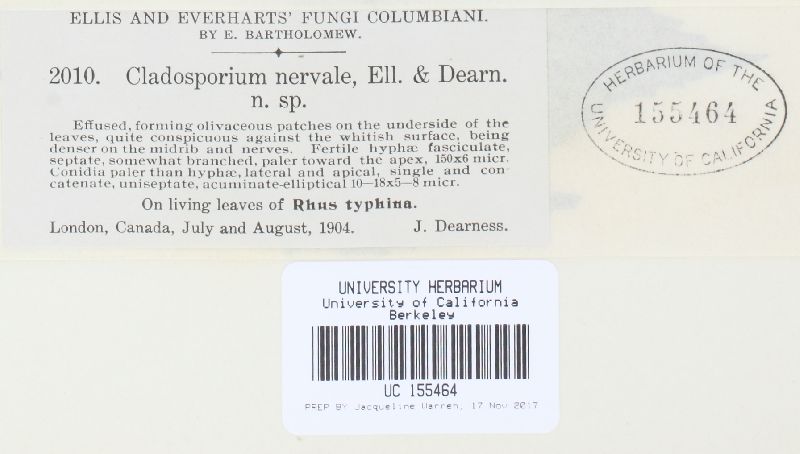 ELLIS AND EVERHARTS' FUNGI COLUMBIANI.
BY E. BARTHOLOMEW.
2010. Cladosporium nervale, Ell. & Dearn.
n. sp.
Effused, forming olivaceous patches on the underside of the
leaves, quite conspicuous against the whitish surface, being
denser on the midrib and nerves. Fertile hyphæ fasciculate,
septate, somewhat branched, paler toward the apex, 150x6 micr.
Conidia paler than hyphæ, lateral and apical, single and con-
catenate, uniseptate, acuminate-elliptical 10—18x5—8 micr.
On living leaves of Rhus typhina.
London, Canada, July and August, 1904. J. Dearness.
HERBARIUM OF THE
155464
UNIVERSITY OF CALIFORNIA
UNIVERSITY HERBARIUM
University of California
Berkeley
UC 155464
PREP BY Jacqueline Warren, 17 Nov 2017